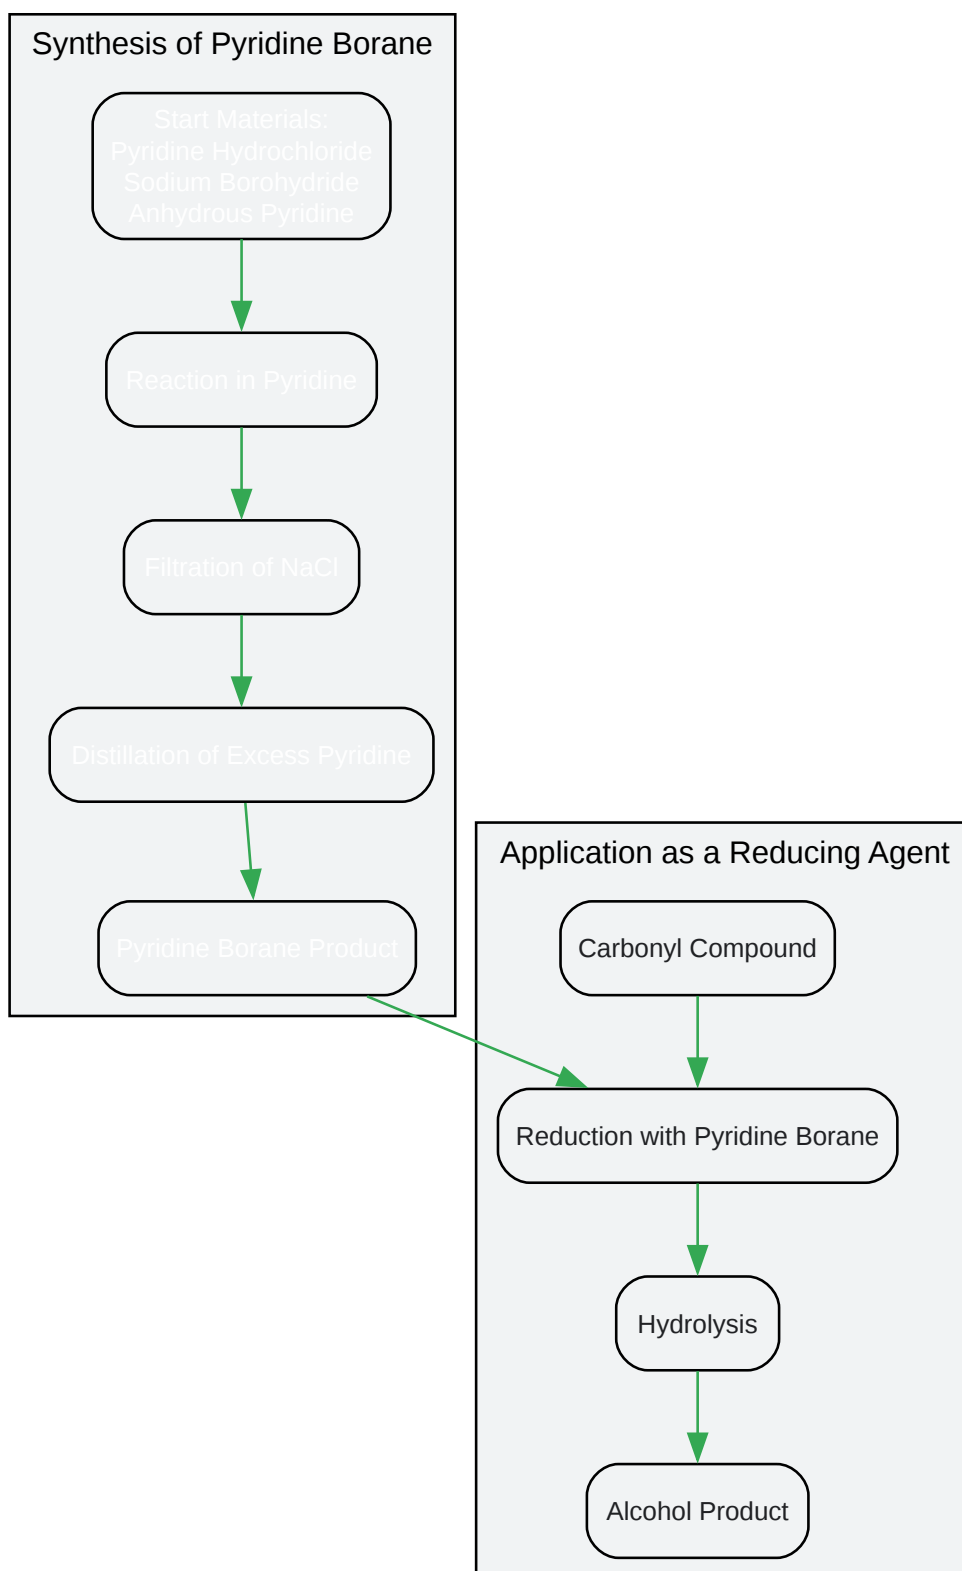 Synthesis of Pyridine Borane
Start Materials:
Pyridine Hydrochloride
Sodium Borohydride
Anhydrous Pyridine
Reaction in Pyridine
Filtration of NaCl
Distillation of Excess Pyridine
Pyridine Borane Product
Application as a Reducing Agent
Carbonyl Compound
Reduction with Pyridine Borane
Hydrolysis
Alcohol Product